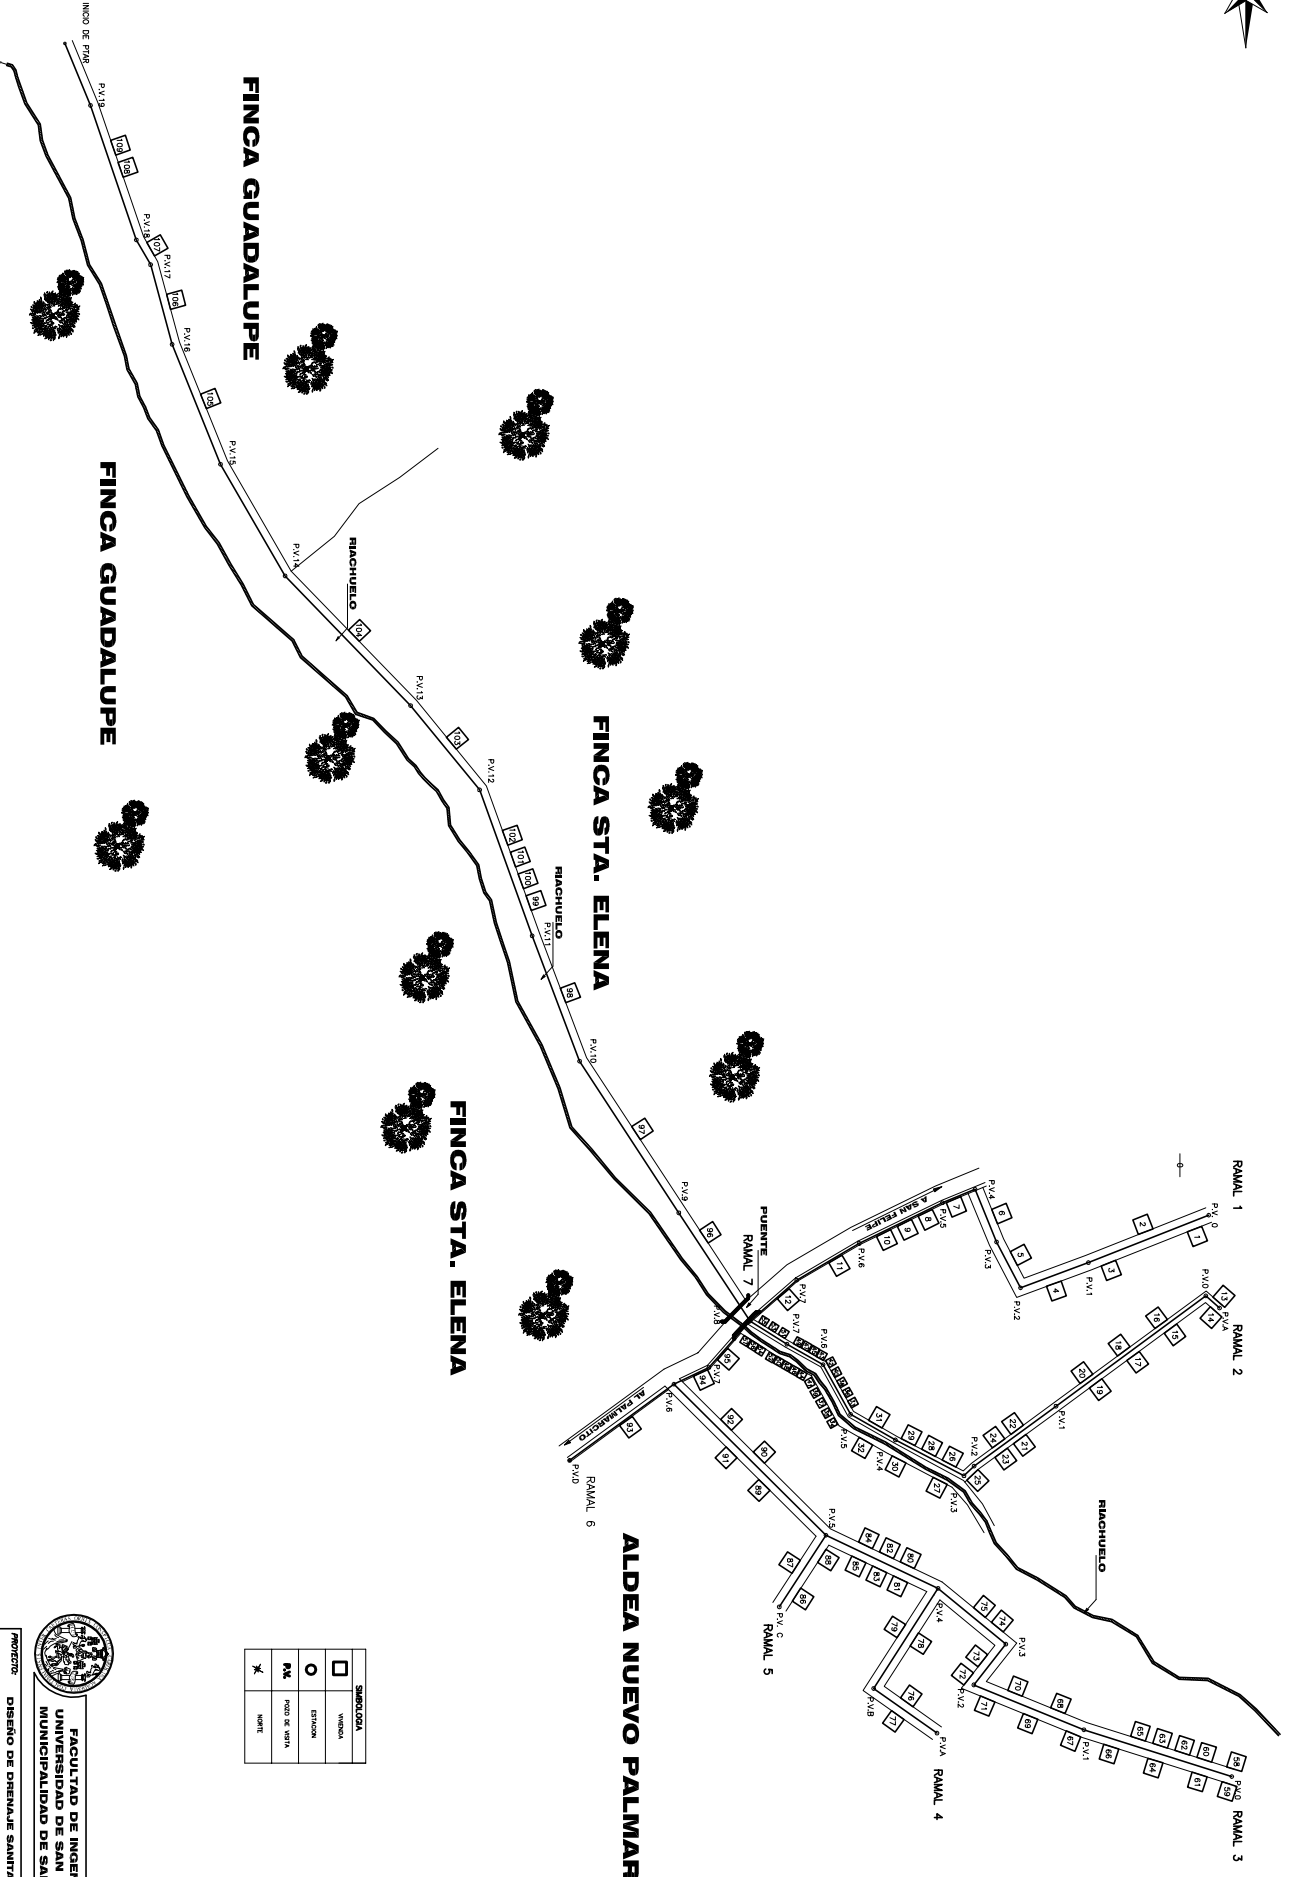 INICIO DE PTAR
P.V.19
109
108
P.V.18
107
P.V.17
106
P.V.16
105
P.V.15
FINCA GUADALUPE
FINCA GUADALUPE
P.V.14
RIACHUELO
104
P.V.13
103
P.V.12
102
101
100
99
P.V.11
RIACHUELO
98
P.V.10
97
P.V.9
96
FINCA STA. ELENA
FINCA STA. ELENA
PUENTE
RAMAL 7
P.V.8
RAMAL 1
P.V. 0
1
2
3
P.V.1
4
P.V.2
5
P.V.3
6
P.V.4
7
P.V.5
A SAN FELIPE
8
9
10
P.V.6
11
P.V.7
12
RAMAL 2
13
P.V.A
14
P.V.0
15
16
17
18
19
20
P.V.1
21
22
23
24
P.V.2
25
P.V.3
26
27
28
29
30
P.V.4
31
32
P.V.5
P.V.6
P.V.7
RIACHUELO
RAMAL 3
P.V.0
58
59
60
61
62
63
64
65
66
P.V.1
67
68
69
70
71
P.V.2
72
73
P.V.3
74
75
P.V.4
RAMAL 4
P.V.A
76
77
P.V.B
78
79
80
81
82
83
84
85
P.V.5
RAMAL 5
P.V. C
86
87
88
89
90
91
92
P.V.6
RAMAL 6
P.V.D
93
AL PALMARCITO
94
P.V.7
95
ALDEA NUEVO PALMAR
SIMBOLOGIA
VIVIENDA
ESTACION
P.V. POZO DE VISITA
NORTE
FACULTAD DE INGEN
UNIVERSIDAD DE SAN
MUNICIPALIDAD DE SA
PROYECTO:
DISEÑO DE DRENAJE SANITA